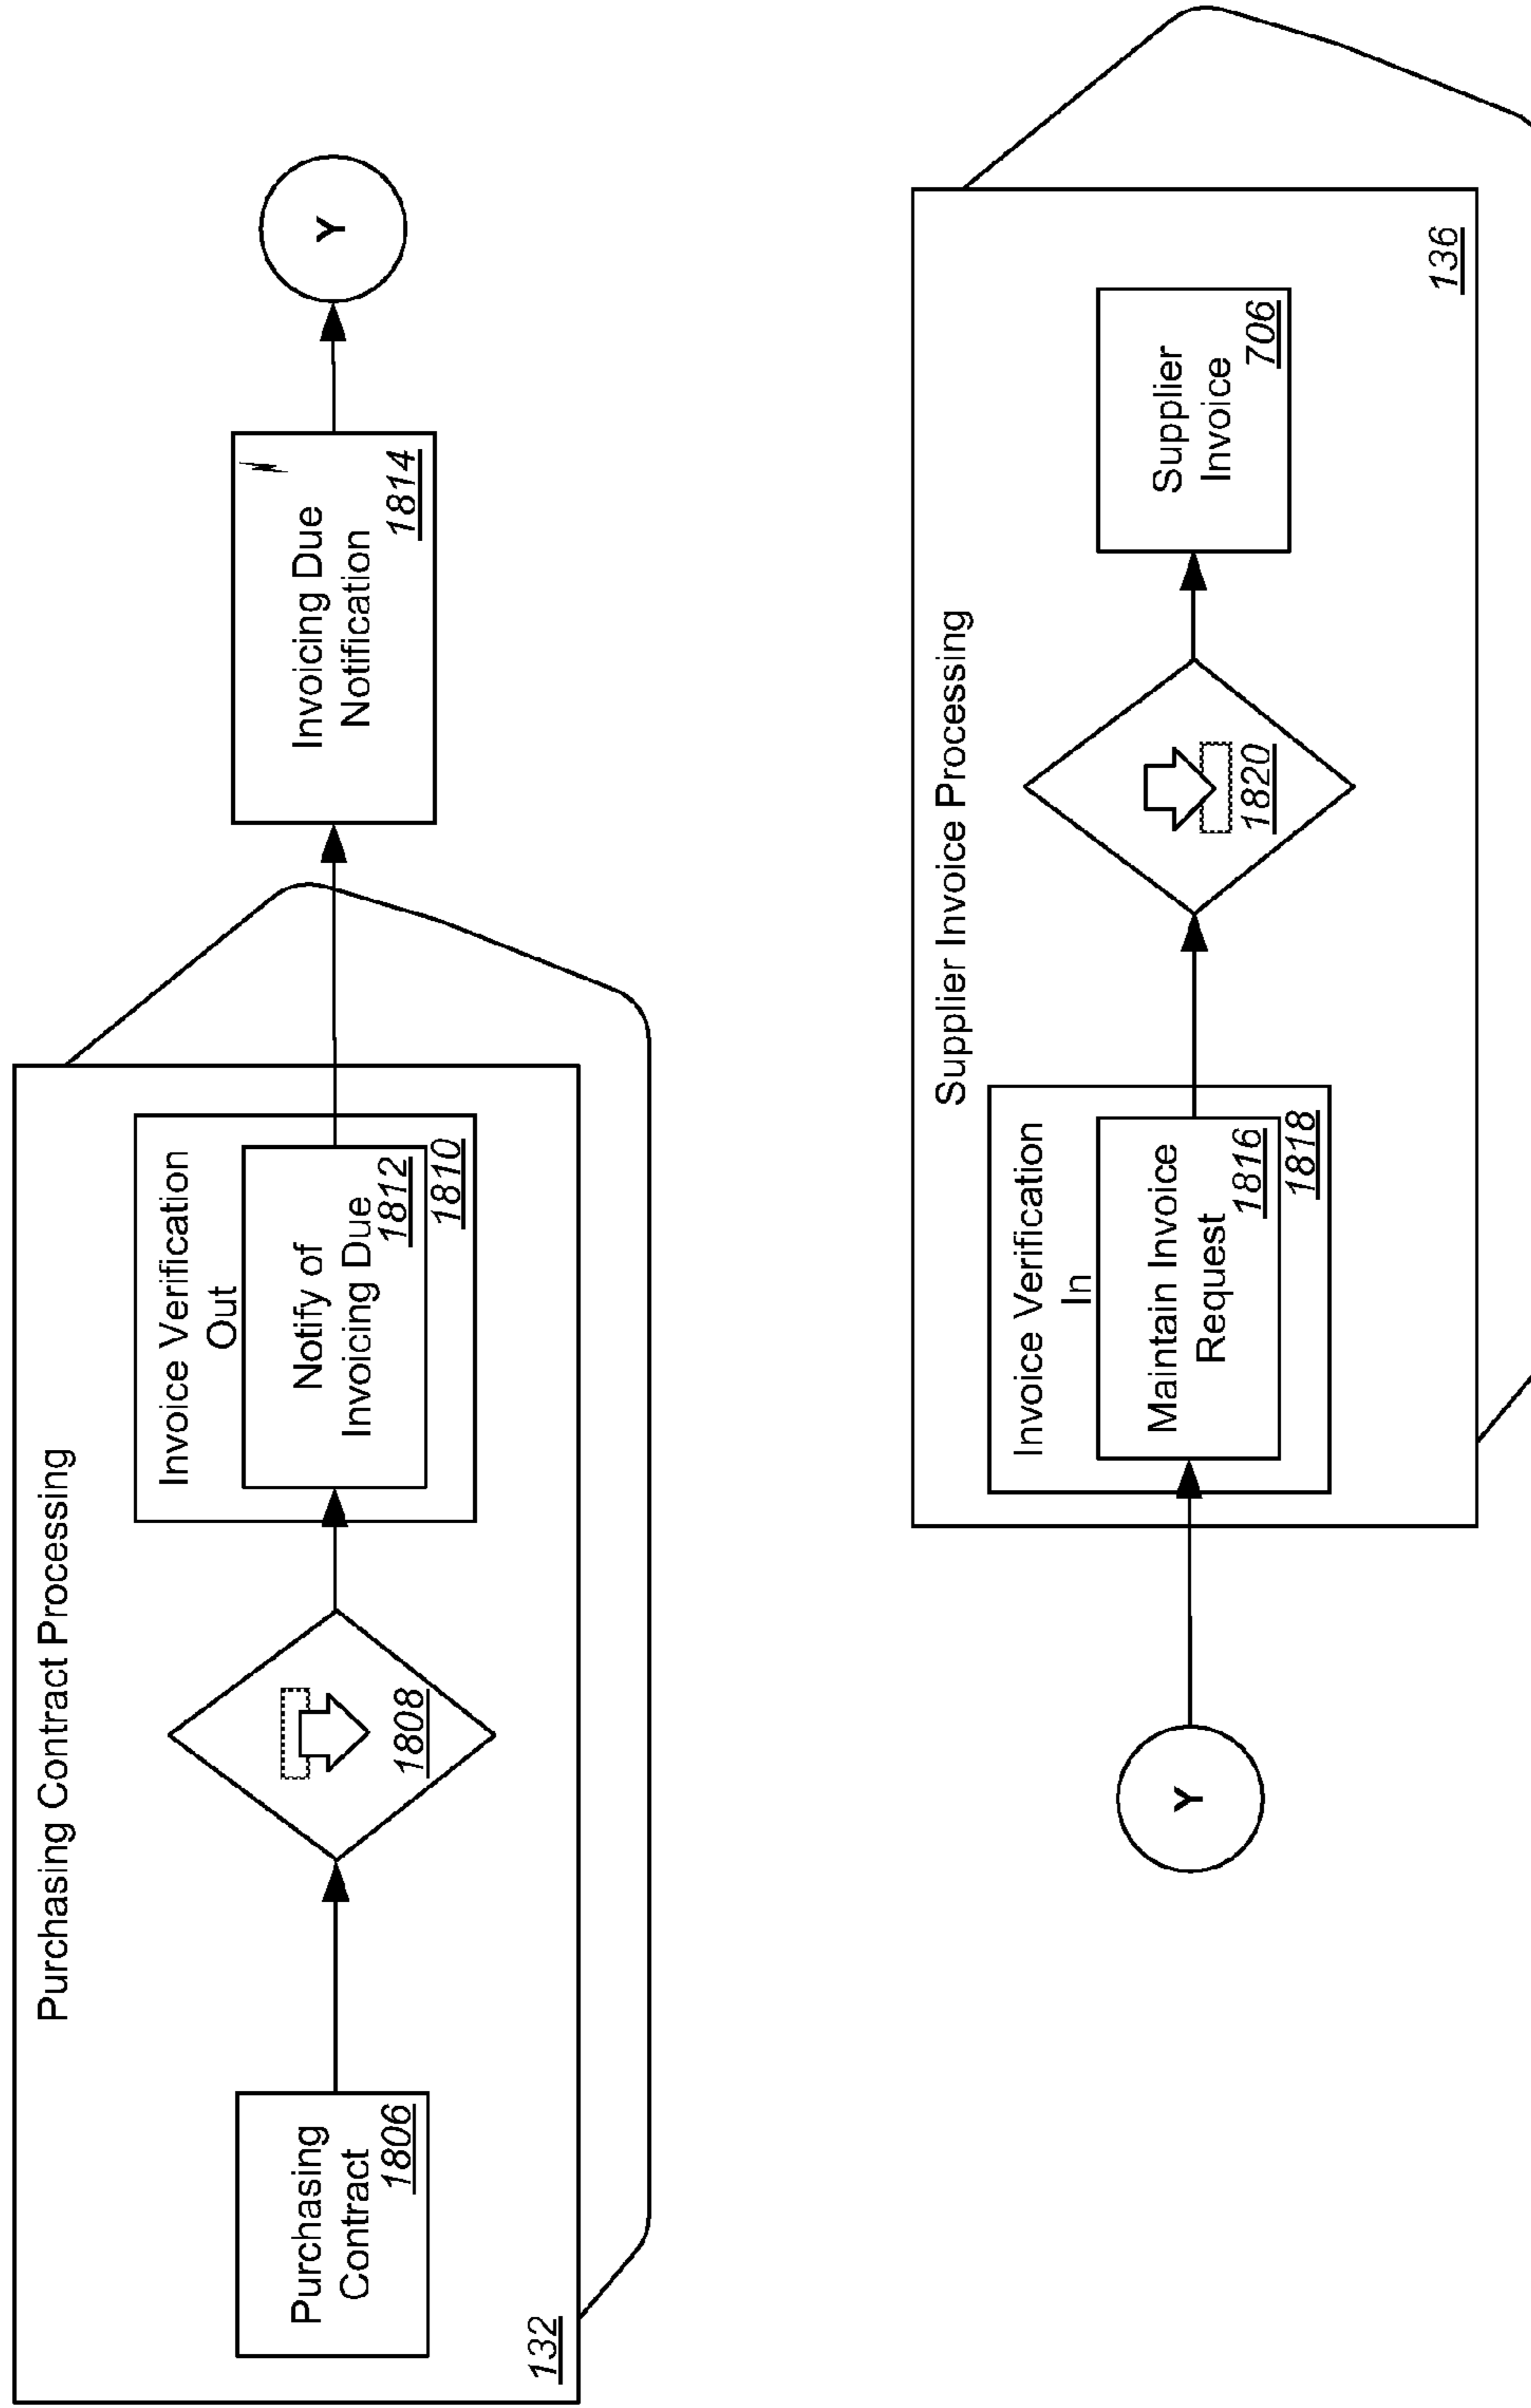 Purchasing Contract Processing
Purchasing
Contract
1806
1808
Invoice Verification
Out
Notify of
Invoicing Due
1812
1810
132
Invoicing Due
Notification
1814
Y
Y
Supplier Invoice Processing
Invoice Verification
In
Maintain Invoice
Request
1816
1818
1820
Supplier
Invoice
706
136